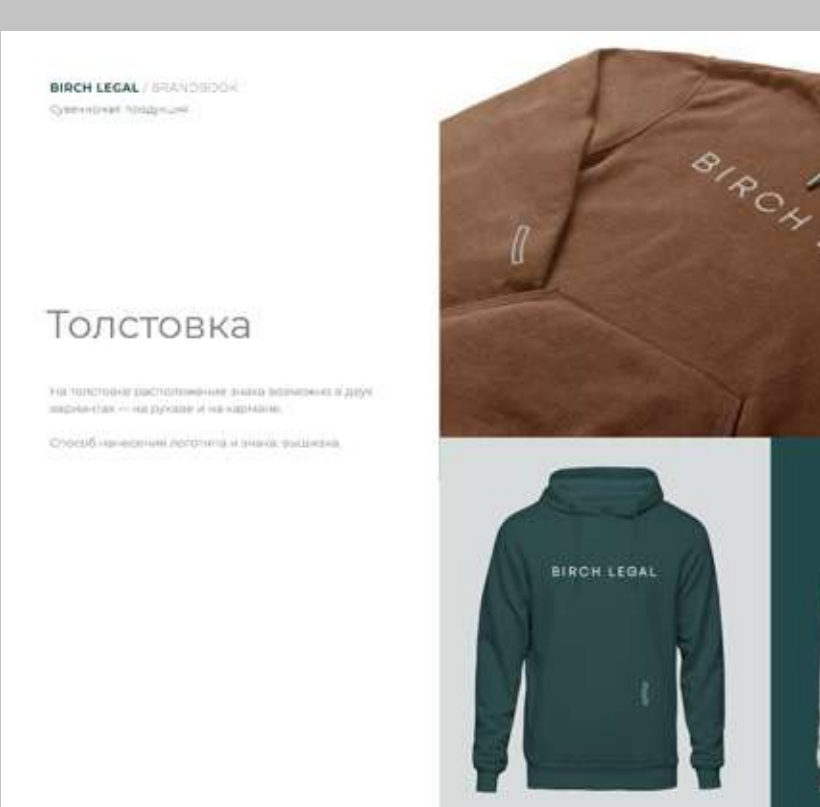 BIRCH LEGAL / BRANDBOOK
Сувенирная продукция
BIRCH
Толстовка
На толстовке расположение знака возможно в двух
вариантах — на рукаве и на кармане.
Способ нанесения логотипа и знака: вышивка.
BIRCH LEGAL